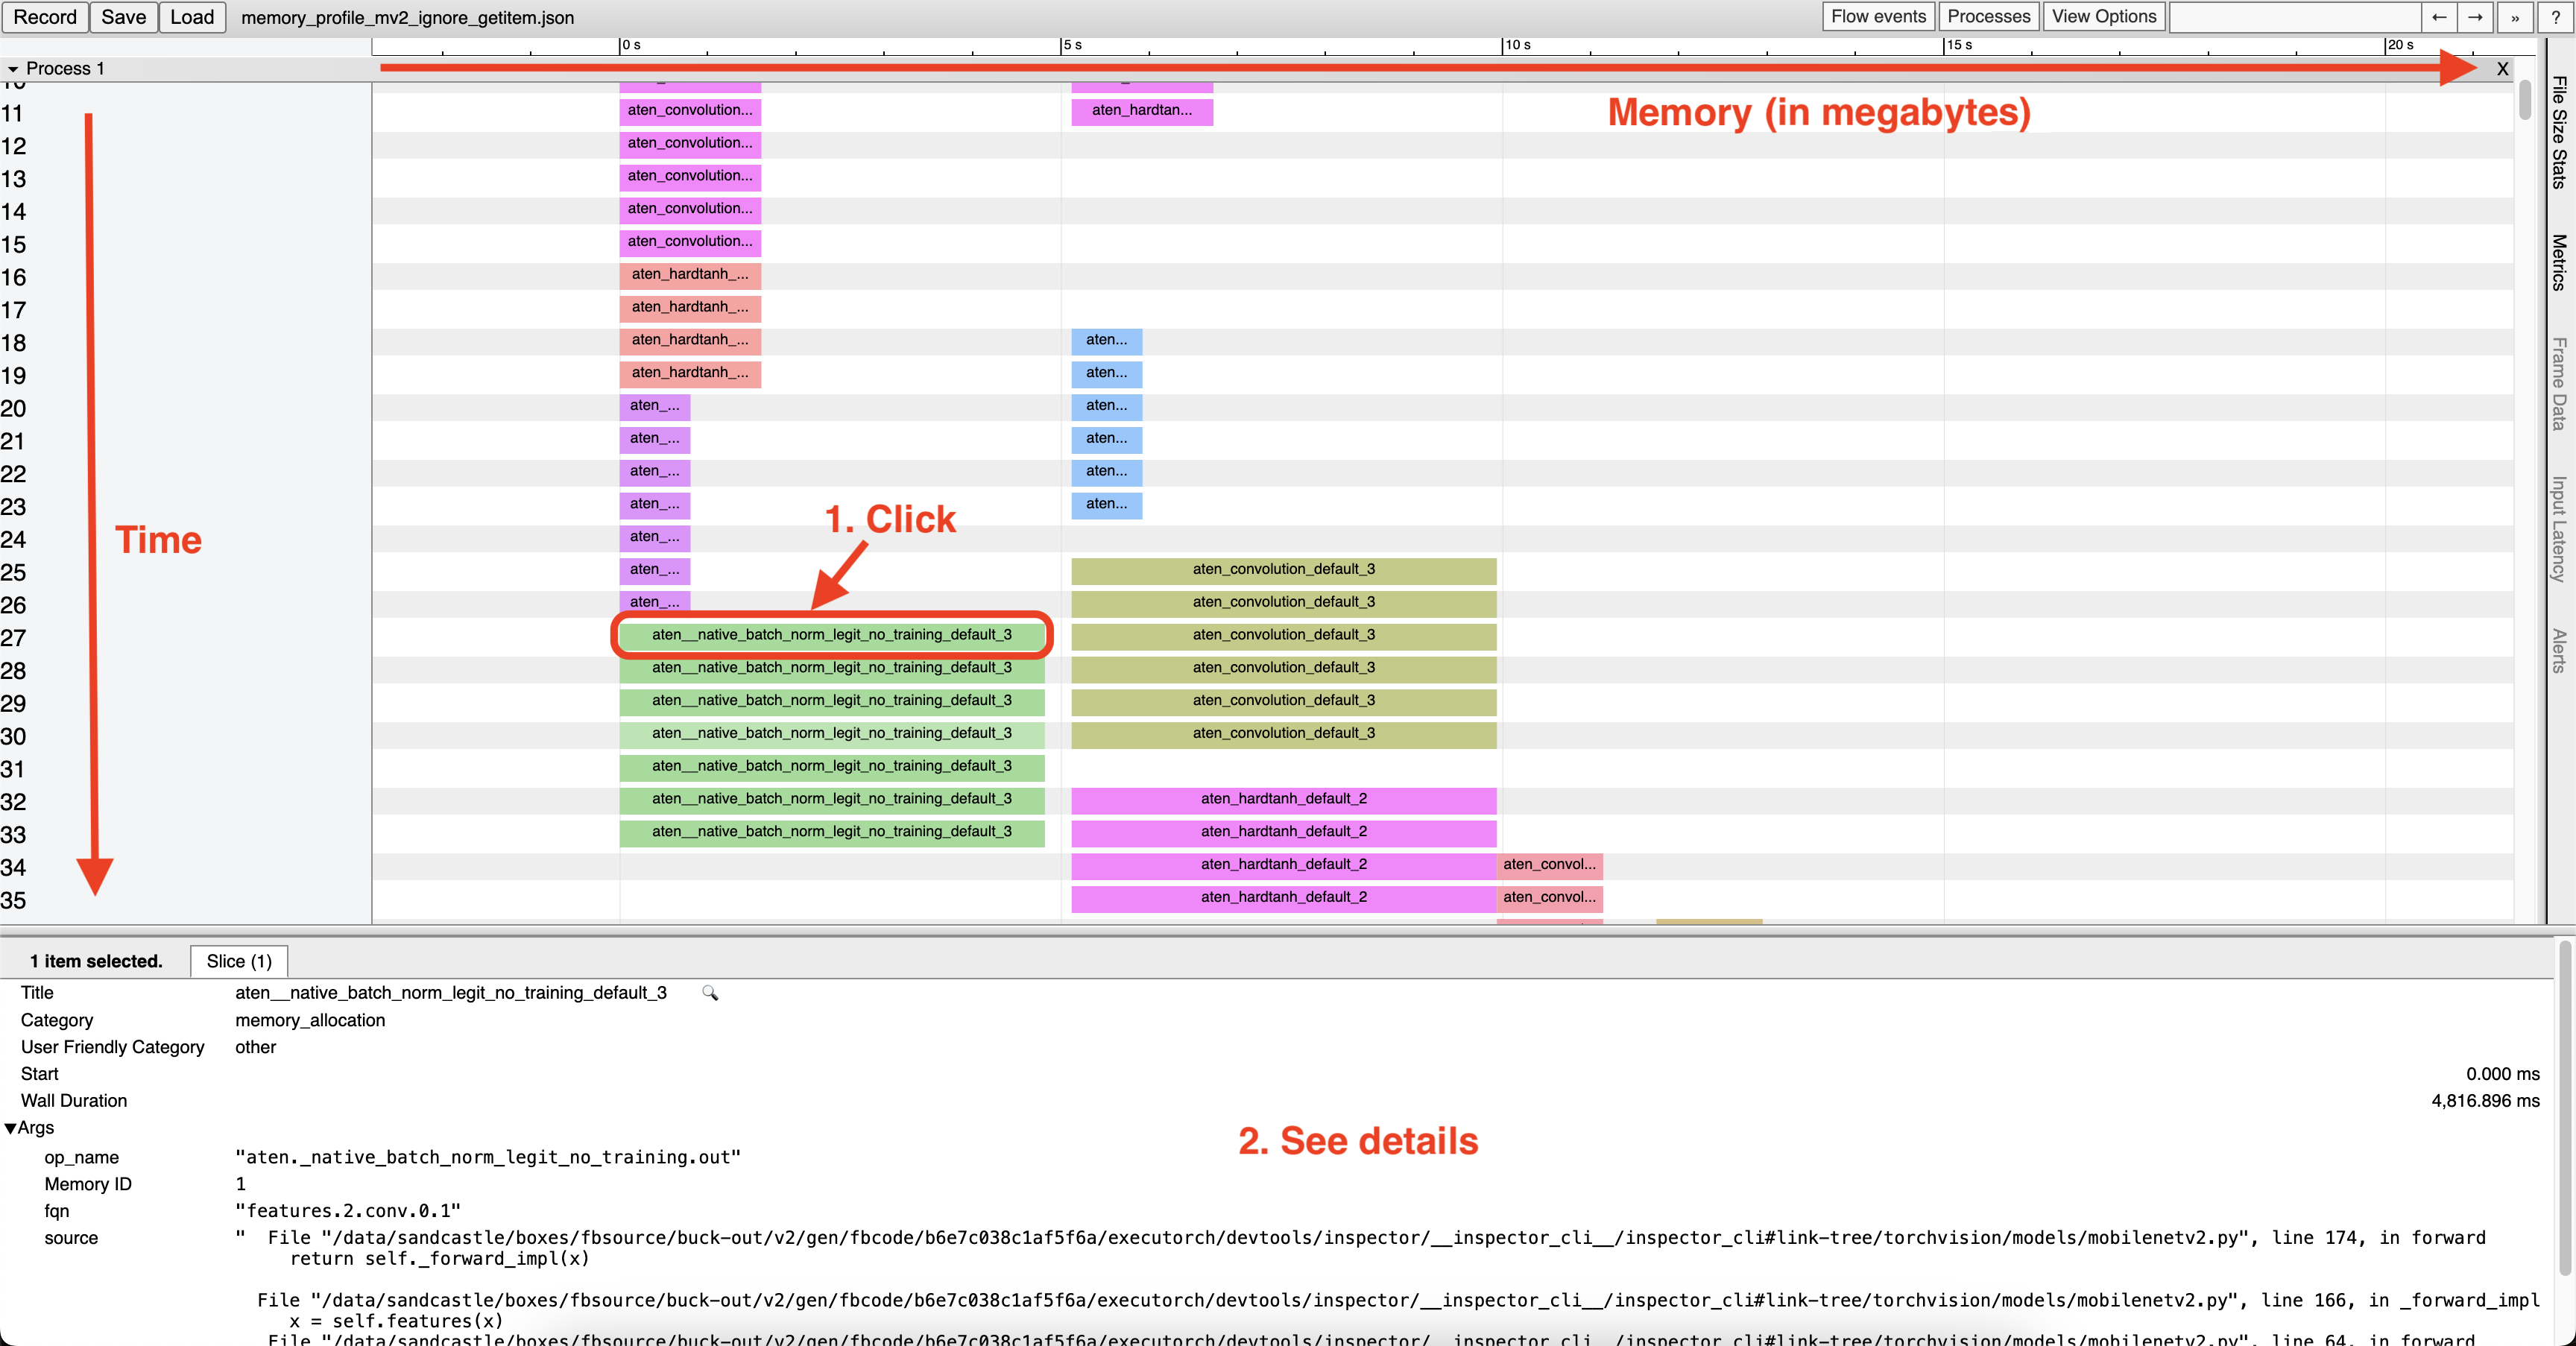 Record Save Load memory_profile_mv2_ignore_getitem.json Flow events Processes View Options ← → » ?
0 s 5 s 10 s 15 s 20 s
Process 1 X
Memory (in megabytes)
11 aten_convolution... aten_hardtan...
12 aten_convolution...
13 aten_convolution...
14 aten_convolution...
15 aten_convolution...
16 aten_hardtanh_...
17 aten_hardtanh_...
18 aten_hardtanh_... aten...
19 aten_hardtanh_... aten...
20 aten_... aten...
21 aten_... aten...
22 aten_... aten...
23 aten_... aten...
1. Click
Time
24 aten_...
25 aten_... aten_convolution_default_3
26 aten_... aten_convolution_default_3
27 aten__native_batch_norm_legit_no_training_default_3 aten_convolution_default_3
28 aten__native_batch_norm_legit_no_training_default_3 aten_convolution_default_3
29 aten__native_batch_norm_legit_no_training_default_3 aten_convolution_default_3
30 aten__native_batch_norm_legit_no_training_default_3 aten_convolution_default_3
31 aten__native_batch_norm_legit_no_training_default_3
32 aten__native_batch_norm_legit_no_training_default_3 aten_hardtanh_default_2
33 aten__native_batch_norm_legit_no_training_default_3 aten_hardtanh_default_2
34 aten_hardtanh_default_2 aten_convol...
35 aten_hardtanh_default_2 aten_convol...
File Size Stats
Metrics
Frame Data
Input Latency
Alerts
1 item selected. Slice (1)
Title aten__native_batch_norm_legit_no_training_default_3
Category memory_allocation
User Friendly Category other
Start 0.000 ms
Wall Duration 4,816.896 ms
Args
2. See details
op_name "aten._native_batch_norm_legit_no_training.out"
Memory ID 1
fqn "features.2.conv.0.1"
source " File "/data/sandcastle/boxes/fbsource/buck-out/v2/gen/fbcode/b6e7c038c1af5f6a/executorch/devtools/inspector/__inspector_cli__/inspector_cli#link-tree/torchvision/models/mobilenetv2.py", line 174, in forward
return self._forward_impl(x)
File "/data/sandcastle/boxes/fbsource/buck-out/v2/gen/fbcode/b6e7c038c1af5f6a/executorch/devtools/inspector/__inspector_cli__/inspector_cli#link-tree/torchvision/models/mobilenetv2.py", line 166, in _forward_impl
x = self.features(x)
File "/data/sandcastle/boxes/fbsource/buck-out/v2/gen/fbcode/b6e7c038c1af5f6a/executorch/devtools/inspector/__inspector_cli__/inspector_cli#link-tree/torchvision/models/mobilenetv2.py", line 64, in forward